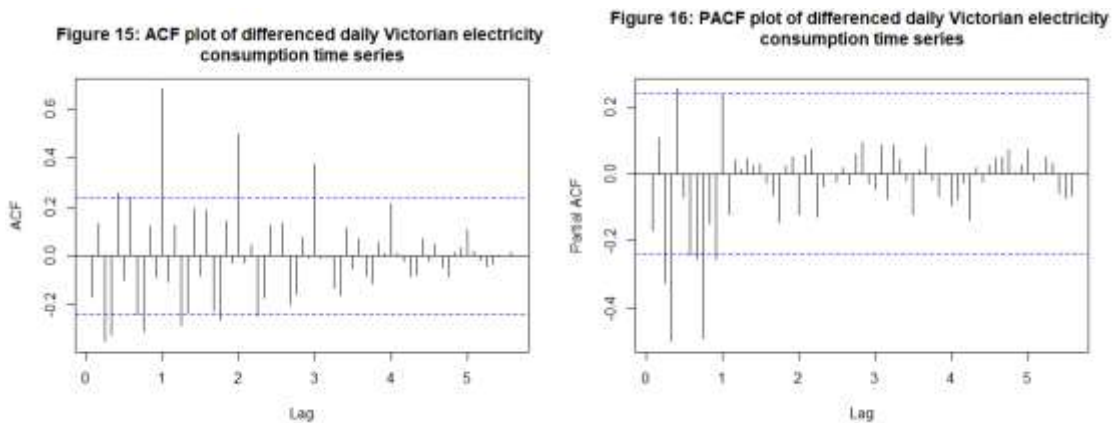 Figure 15: ACF plot of differenced daily Victorian electricity
consumption time series
ACF
0.6
0.4
0.2
0.0
-0.2
0
1
2
3
4
5
Lag
Figure 16: PACF plot of differenced daily Victorian electricity
consumption time series
Partial ACF
0.2
0.0
-0.2
-0.4
0
1
2
3
4
5
Lag